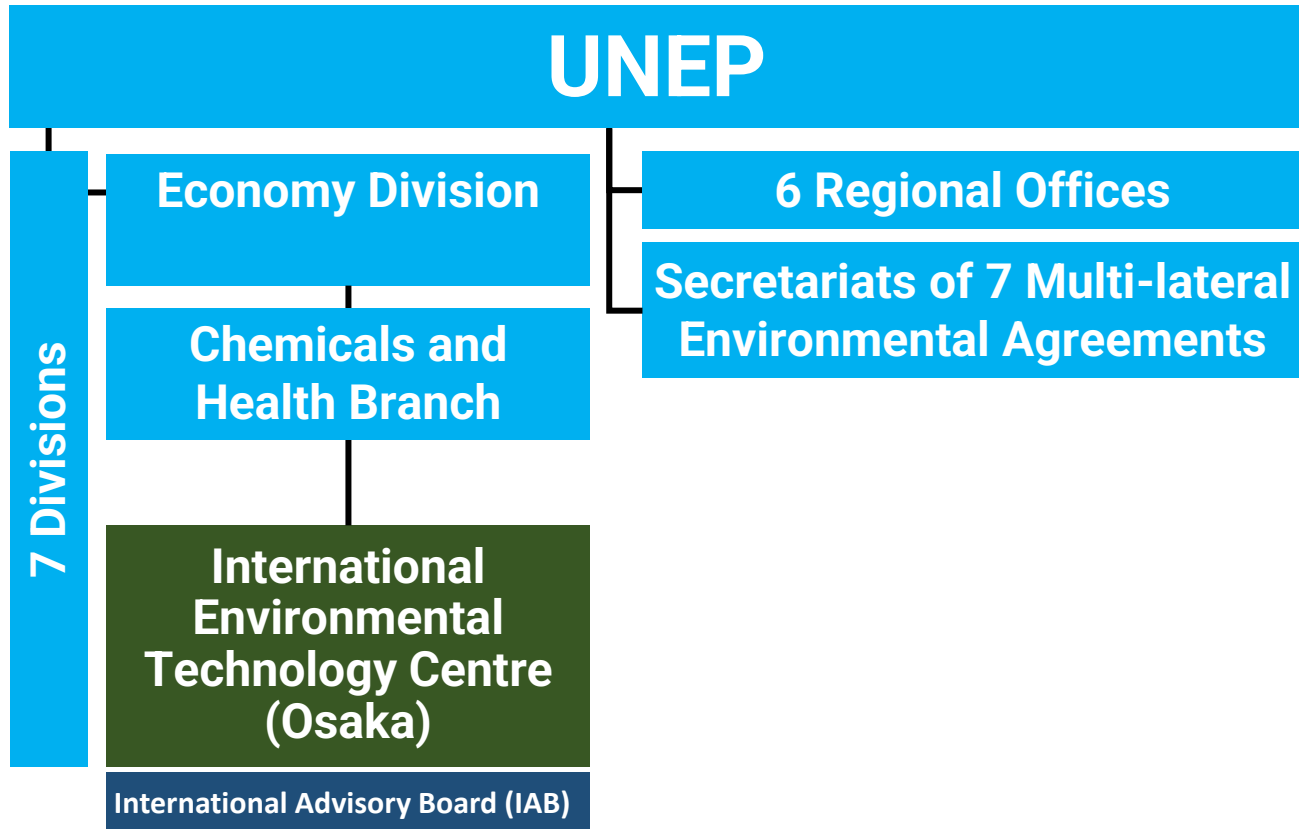 UNEP
7 Divisions
Economy Division
Chemicals and
Health Branch
International
Environmental
Technology Centre
(Osaka)
International Advisory Board (IAB)
6 Regional Offices
Secretariats of 7 Multi-lateral
Environmental Agreements